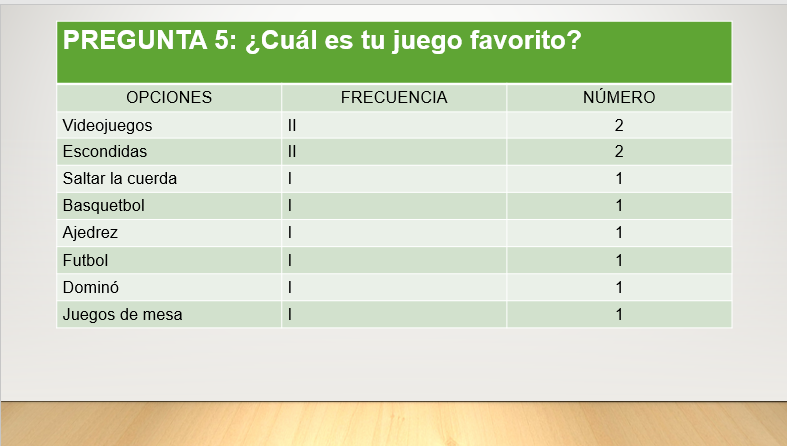 PREGUNTA 5: ¿Cuál es tu juego favorito?
OPCIONES FRECUENCIA NÚMERO
Videojuegos II 2
Escondidas II 2
Saltar la cuerda I 1
Basquetbol I 1
Ajedrez I 1
Futbol I 1
Dominó I 1
Juegos de mesa I 1